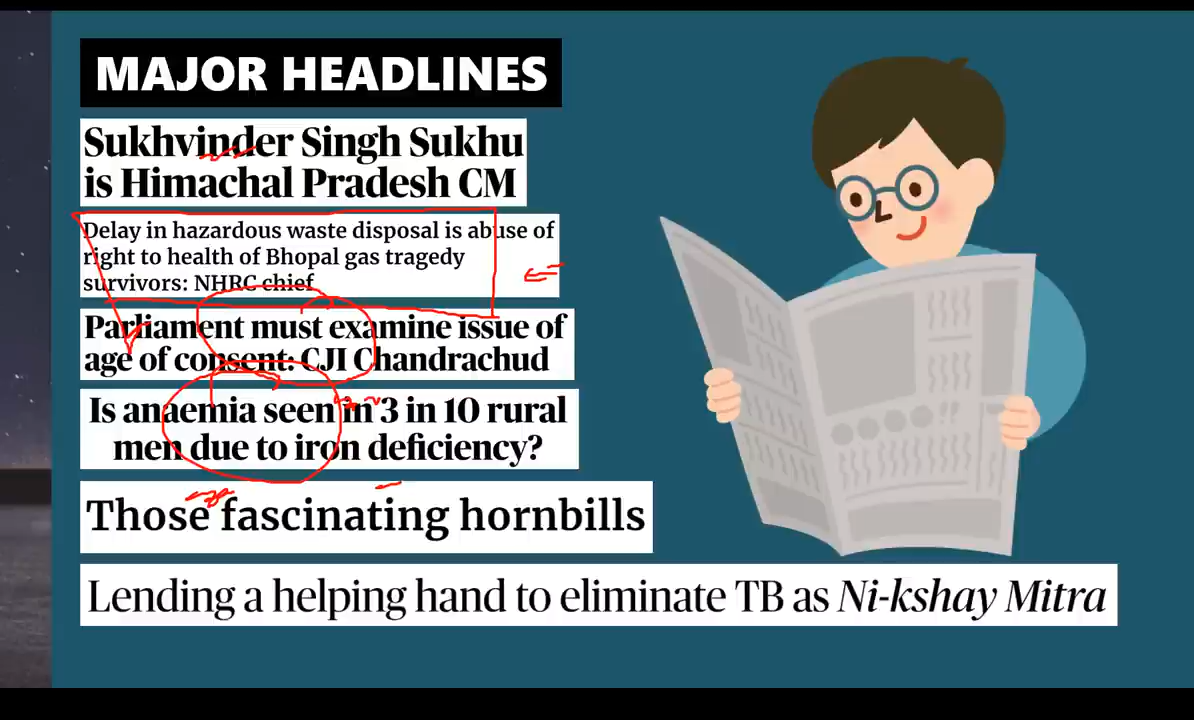 MAJOR HEADLINES
Sukhvinder Singh Sukhu
is Himachal Pradesh CM
Delay in hazardous waste disposal is abuse of
right to health of Bhopal gas tragedy
survivors: NHRC chief
Parliament must examine issue of
age of consent: CJI Chandrachud
Is anaemia seen in 3 in 10 rural
men due to iron deficiency?
Those fascinating hornbills
Lending a helping hand to eliminate TB as Ni-kshay Mitra